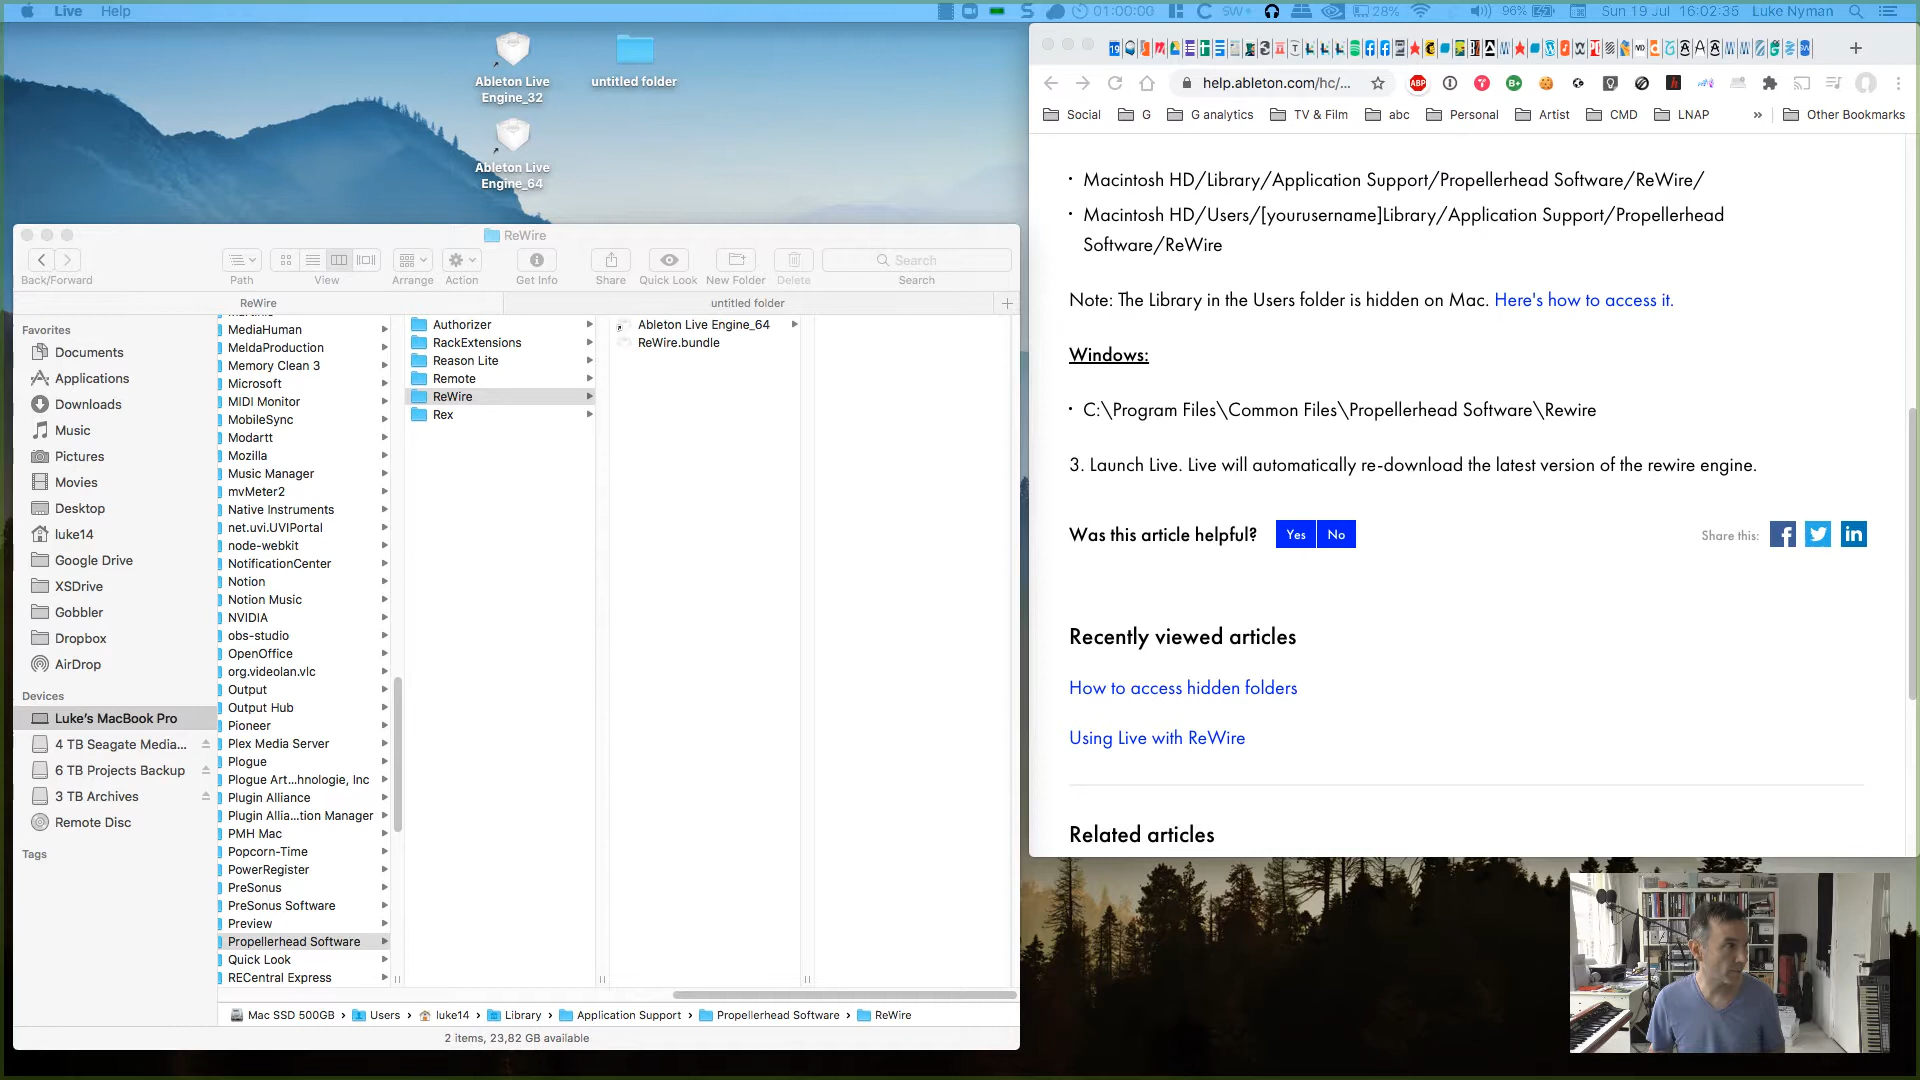 Live Help
01:00:00 28% 96% Sun 19 Jul 16:02:35 Luke Nyman
Ableton Live
Engine_32
untitled folder
Ableton Live
Engine_64
ReWire
Back/Forward
Path
View
Arrange
Action
Get Info
Share
Quick Look
New Folder
Delete
Search
Search
ReWire
untitled folder
Favorites
Documents
Applications
Downloads
Music
Pictures
Movies
Desktop
luke14
Google Drive
XSDrive
Gobbler
Dropbox
AirDrop
Devices
Luke's MacBook Pro
4 TB Seagate Media...
6 TB Projects Backup
3 TB Archives
Remote Disc
Tags
MediaHuman
MeldaProduction
Memory Clean 3
Microsoft
MIDI Monitor
MobileSync
Modartt
Mozilla
Music Manager
mvMeter2
Native Instruments
net.uvi.UVIPortal
node-webkit
NotificationCenter
Notion
Notion Music
NVIDIA
obs-studio
OpenOffice
org.videolan.vlc
Output
Output Hub
Pioneer
Plex Media Server
Plogue
Plogue Art...hnologie, Inc
Plugin Alliance
Plugin Allia...tion Manager
PMH Mac
Popcorn-Time
PowerRegister
PreSonus
PreSonus Software
Preview
Propellerhead Software
Quick Look
RECentral Express
Authorizer
RackExtensions
Reason Lite
Remote
ReWire
Rex
Ableton Live Engine_64
ReWire.bundle
Mac SSD 500GB › Users › luke14 › Library › Application Support › Propellerhead Software › ReWire
2 items, 23,82 GB available
help.ableton.com/hc/...
Social G G analytics TV & Film abc Personal Artist CMD LNAP » Other Bookmarks
• Macintosh HD/Library/Application Support/Propellerhead Software/ReWire/
• Macintosh HD/Users/[yourusername]Library/Application Support/Propellerhead
Software/ReWire
Note: The Library in the Users folder is hidden on Mac. Here's how to access it.
Windows:
• C:\Program Files\Common Files\Propellerhead Software\Rewire
3. Launch Live. Live will automatically re-download the latest version of the rewire engine.
Was this article helpful? Yes No
Share this:
Recently viewed articles
How to access hidden folders
Using Live with ReWire
Related articles